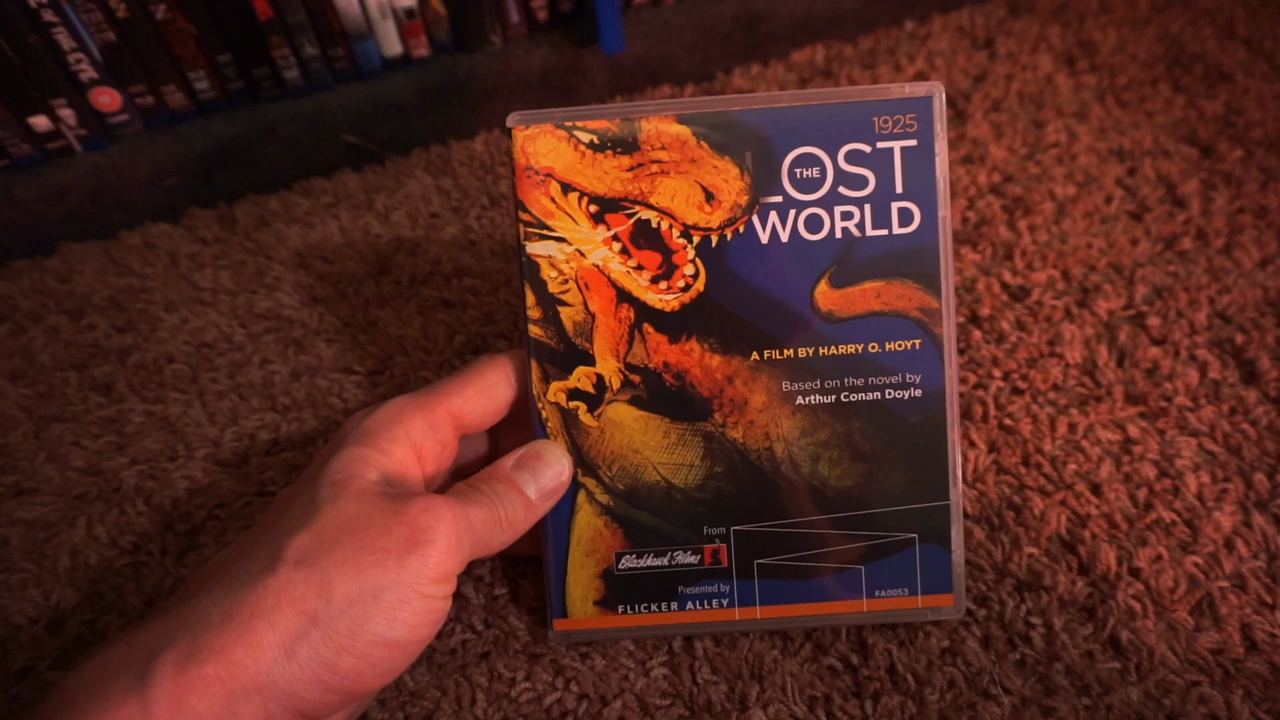 1925
THE
LOST
WORLD
A FILM BY HARRY O. HOYT
Based on the novel by
Arthur Conan Doyle
From
Blackhawk Films
Presented by
FLICKER ALLEY
FA0053